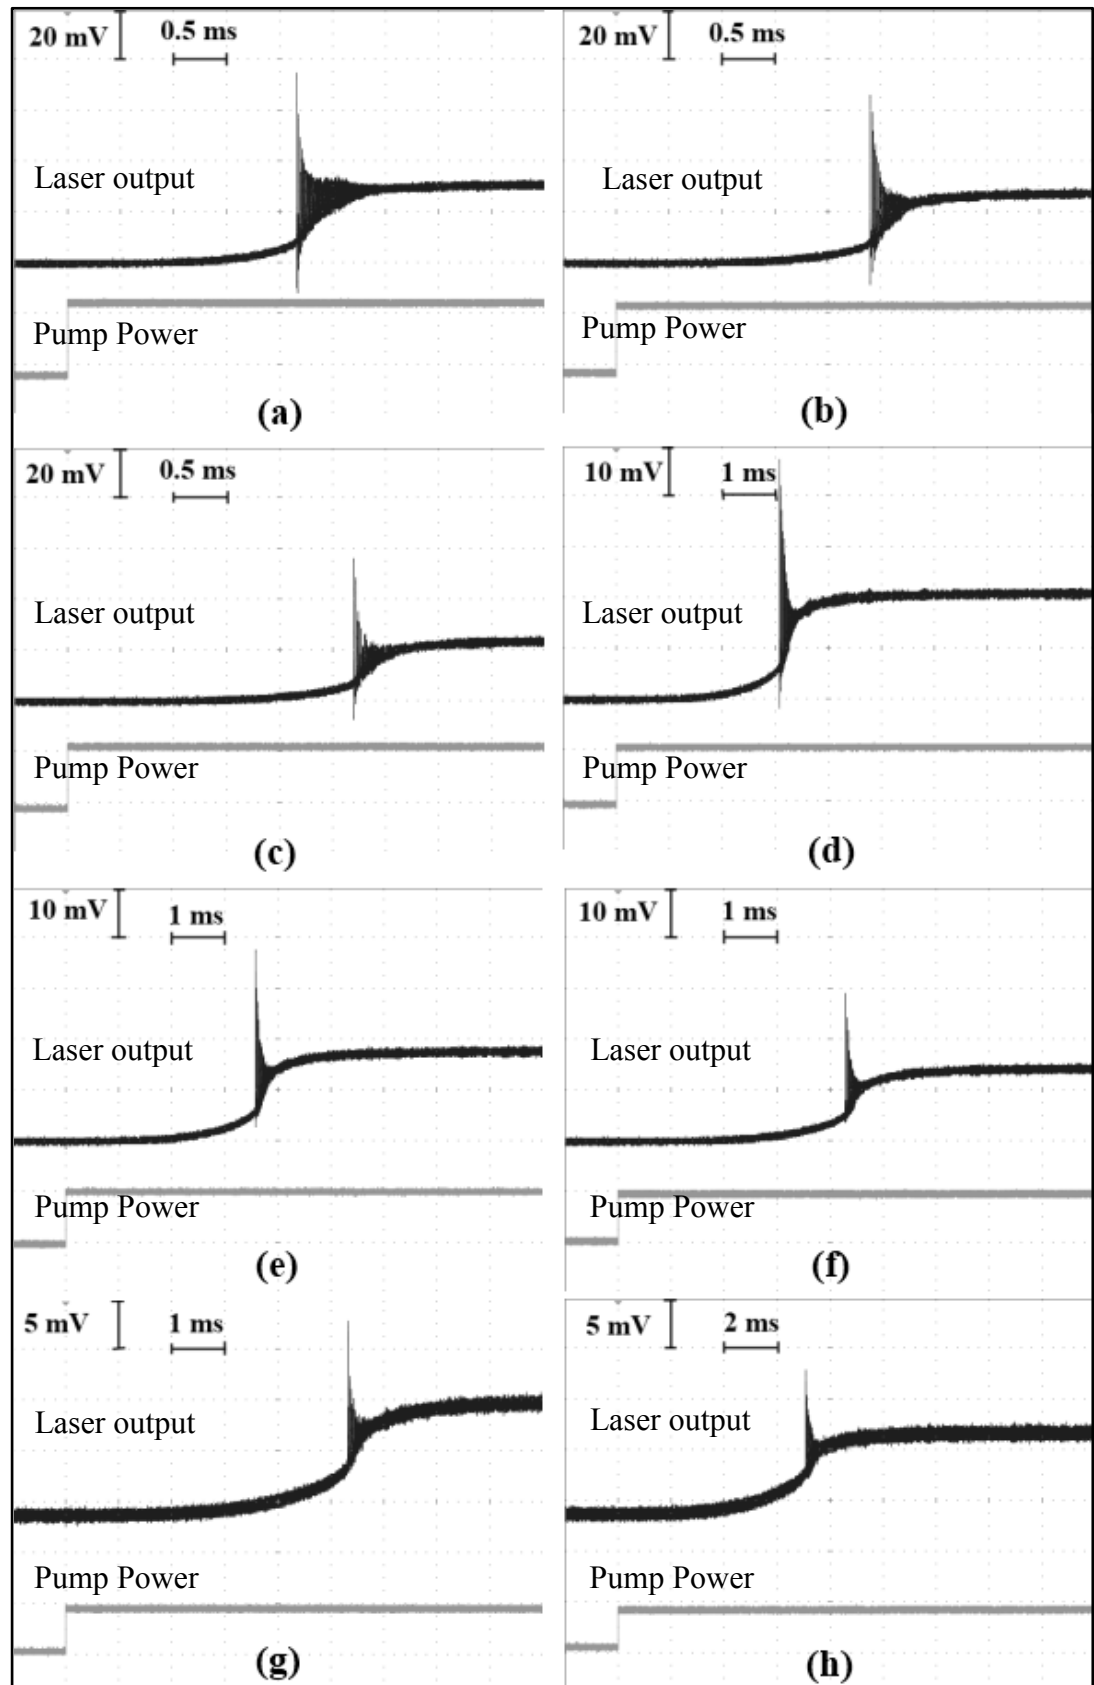 20 mV 0.5 ms
Laser output
Pump Power
(a)
20 mV 0.5 ms
Laser output
Pump Power
(b)
20 mV 0.5 ms
Laser output
Pump Power
(c)
10 mV 1 ms
Laser output
Pump Power
(d)
10 mV 1 ms
Laser output
Pump Power
(e)
10 mV 1 ms
Laser output
Pump Power
(f)
5 mV 1 ms
Laser output
Pump Power
(g)
5 mV 2 ms
Laser output
Pump Power
(h)